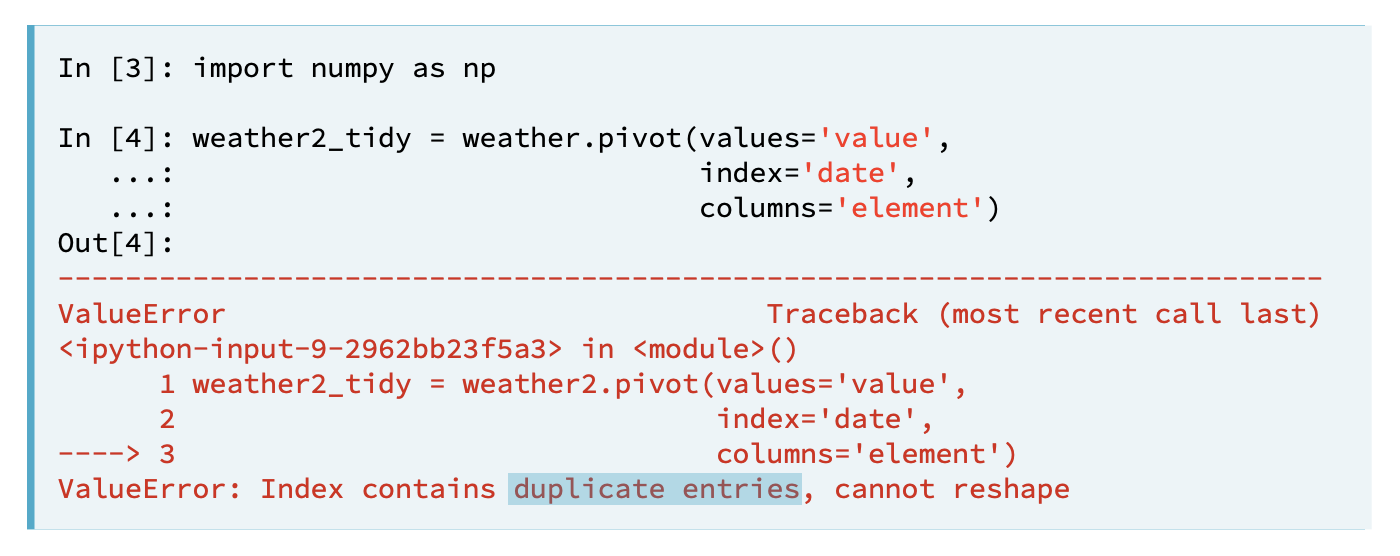 In [3]: import numpy as np
In [4]: weather2_tidy = weather.pivot(values='value',
   ...:                               index='date',
   ...:                               columns='element')
Out[4]:
---------------------------------------------------------------------------
ValueError                                Traceback (most recent call last)
<ipython-input-9-2962bb23f5a3> in <module>()
      1 weather2_tidy = weather2.pivot(values='value',
      2                                index='date',
----> 3                                columns='element')
ValueError: Index contains duplicate entries, cannot reshape